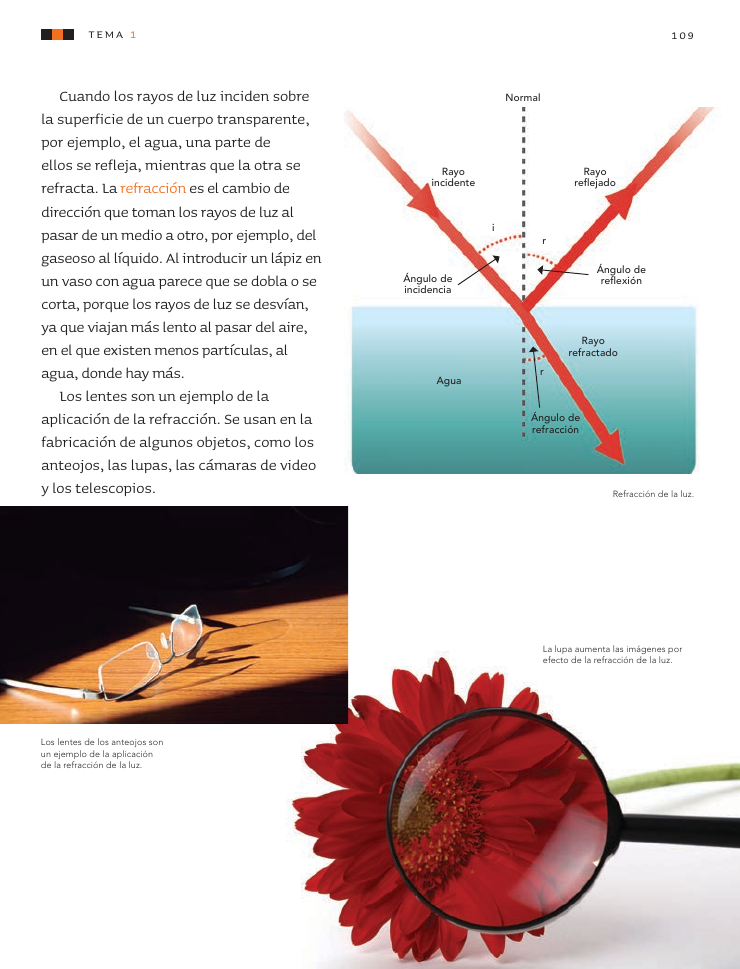 TEMA 1
109
Cuando los rayos de luz inciden sobre
la superficie de un cuerpo transparente,
por ejemplo, el agua, una parte de
ellos se refleja, mientras que la otra se
refracta. La refracción es el cambio de
dirección que toman los rayos de luz al
pasar de un medio a otro, por ejemplo, del
gaseoso al líquido. Al introducir un lápiz en
un vaso con agua parece que se dobla o se
corta, porque los rayos de luz se desvían,
ya que viajan más lento al pasar del aire,
en el que existen menos partículas, al
agua, donde hay más.
Los lentes son un ejemplo de la
aplicación de la refracción. Se usan en la
fabricación de algunos objetos, como los
anteojos, las lupas, las cámaras de video
y los telescopios.
Normal
Rayo
incidente
Rayo
reflejado
i
r
Ángulo de
incidencia
Ángulo de
reflexión
Rayo
refractado
r
Agua
Ángulo de
refracción
Refracción de la luz.
La lupa aumenta las imágenes por
efecto de la refracción de la luz.
Los lentes de los anteojos son
un ejemplo de la aplicación
de la refracción de la luz.